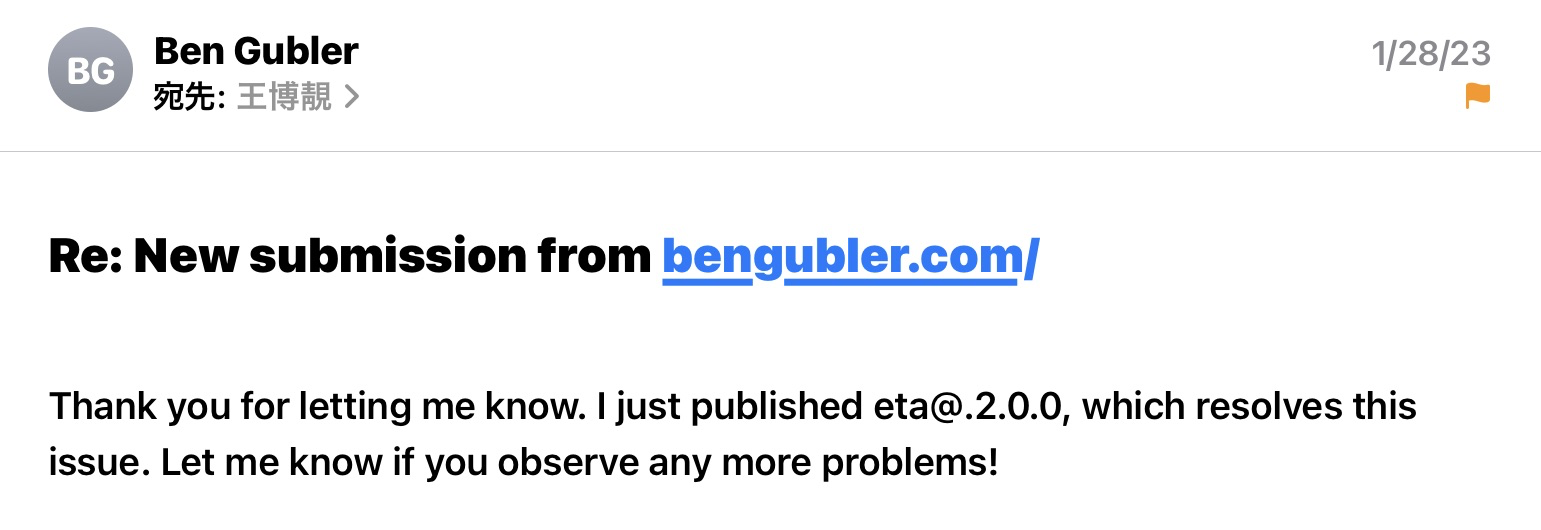 BG
Ben Gubler
1/28/23
宛先: 王博靚
Re: New submission from bengubler.com/
Thank you for letting me know. I just published eta@.2.0.0, which resolves this
issue. Let me know if you observe any more problems!